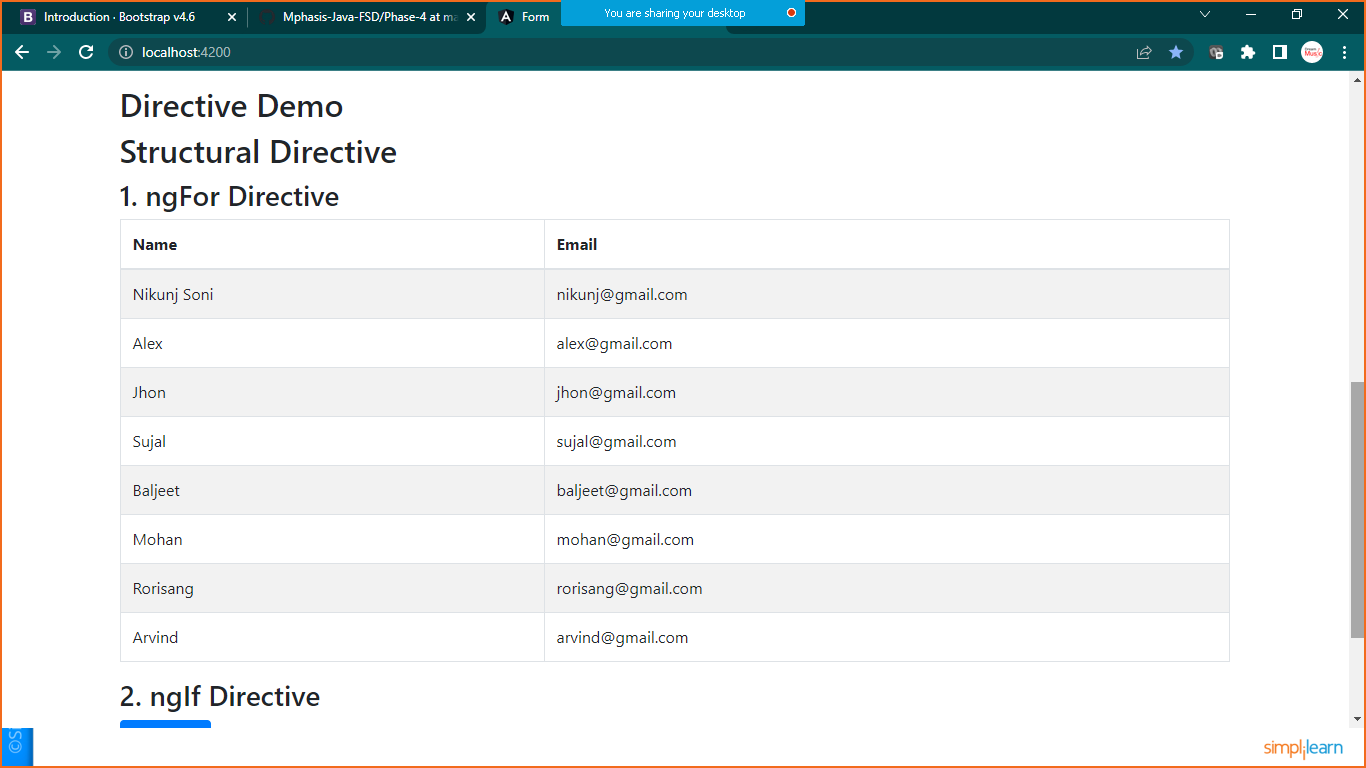 Introduction · Bootstrap v4.6
Mphasis-Java-FSD/Phase-4 at ma
Form
You are sharing your desktop
localhost:4200
Directive Demo
Structural Directive
1. ngFor Directive
Name Email
Nikunj Soni nikunj@gmail.com
Alex alex@gmail.com
Jhon jhon@gmail.com
Sujal sujal@gmail.com
Baljeet baljeet@gmail.com
Mohan mohan@gmail.com
Rorisang rorisang@gmail.com
Arvind arvind@gmail.com
2. ngIf Directive
simplilearn